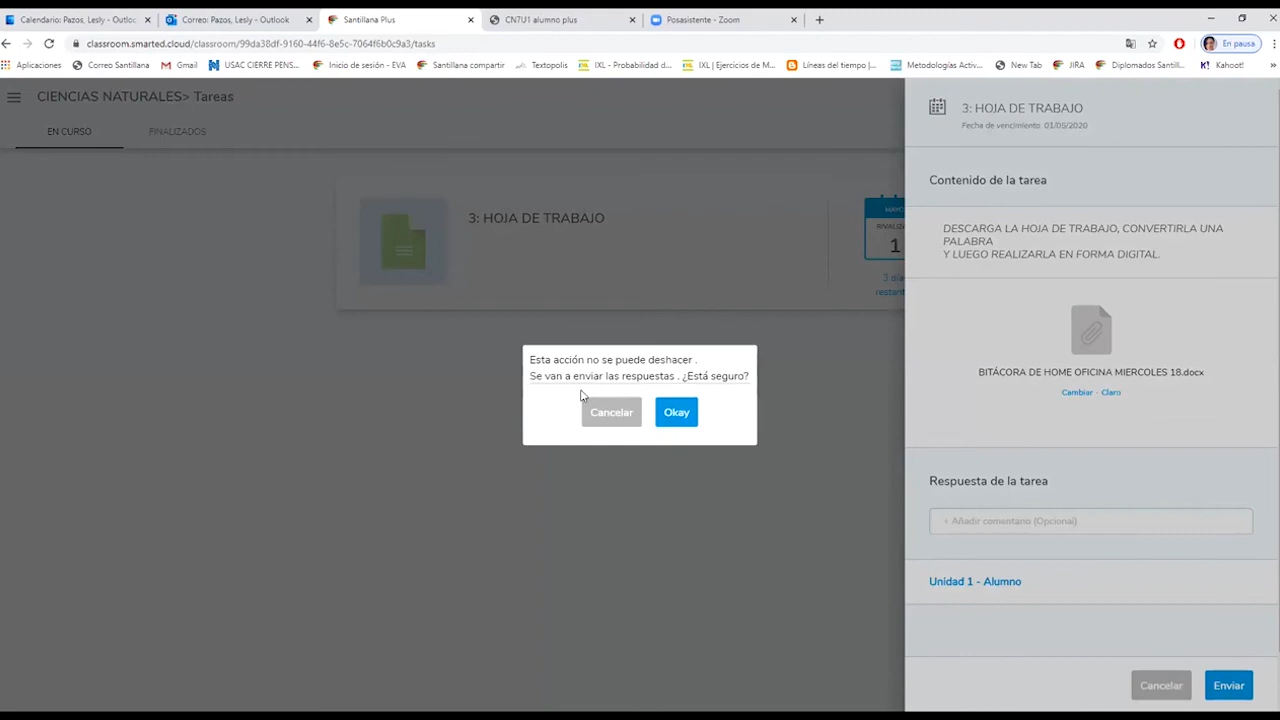 Calendario: Pazos, Lesly - Outloo
Correo: Pazos, Lesly - Outlook
Santillana Plus
CN7U1 alumno plus
Posasistente - Zoom
classroom.smarted.cloud/classroom/99da38df-9160-44f6-8e5c-7064f6b0c9a3/tasks
En pausa
Aplicaciones
Correo Santillana
Gmail
USAC CIERRE PENS...
Inicio de sesión - EVA
Santillana compartir
Textopolis
IXL - Probabilidad d...
IXL | Ejercicios de M...
Líneas del tiempo |...
Metodologías Activ...
New Tab
JIRA
Diplomados Santill...
Kahoot!
»
CIENCIAS NATURALES> Tareas
EN CURSO
FINALIZADOS
3: HOJA DE TRABAJO
MAYO
RIVALIZA
1
3 día
restant
Esta acción no se puede deshacer .
Se van a enviar las respuestas . ¿Está seguro?
Cancelar
Okay
3: HOJA DE TRABAJO
Fecha de vencimiento: 01/05/2020
Contenido de la tarea
DESCARGA LA HOJA DE TRABAJO, CONVERTIRLA UNA
PALABRA
Y LUEGO REALIZARLA EN FORMA DIGITAL.
BITÁCORA DE HOME OFICINA MIERCOLES 18.docx
Cambiar - Claro
Respuesta de la tarea
+ Añadir comentario (Opcional)
Unidad 1 - Alumno
Cancelar
Enviar